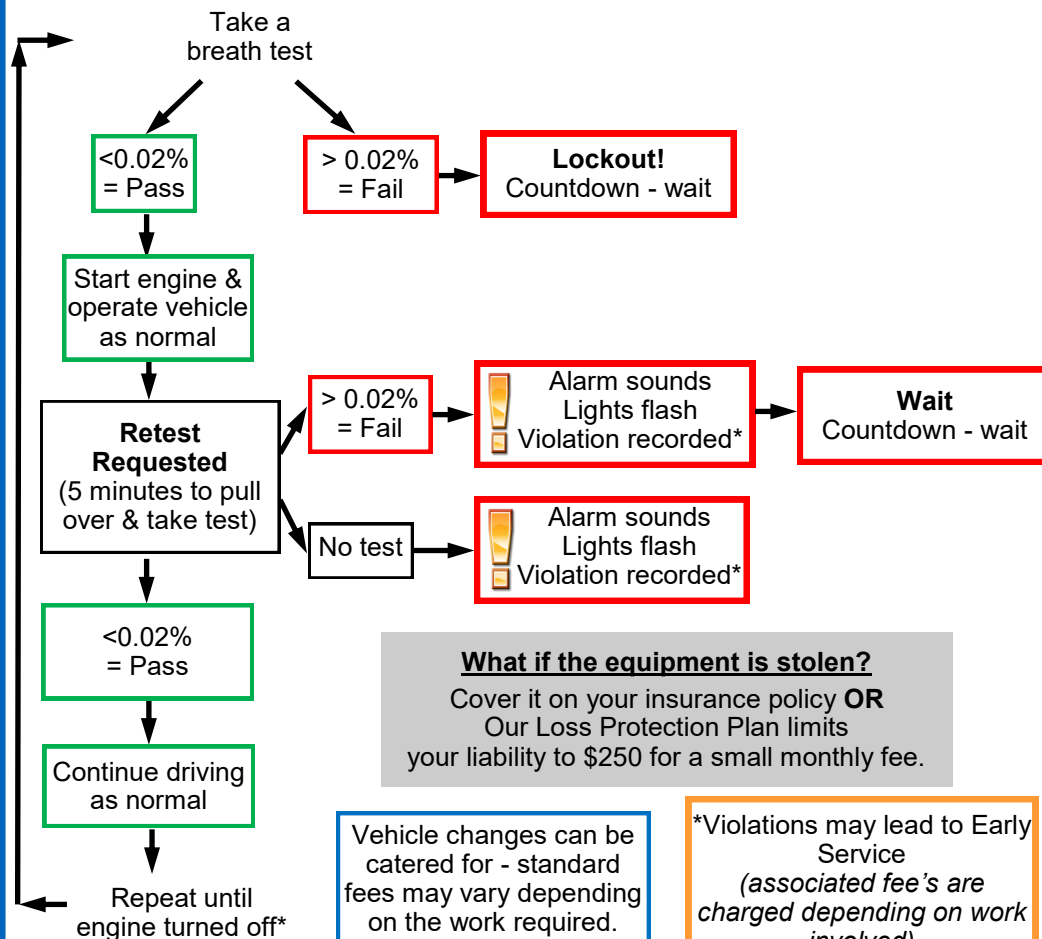 Take a
breath test
<0.02%
= Pass
> 0.02%
= Fail
Lockout!
Countdown - wait
Start engine &
operate vehicle
as normal
Retest
Requested
(5 minutes to pull
over & take test)
> 0.02%
= Fail
Alarm sounds
Lights flash
Violation recorded*
Wait
Countdown - wait
No test
Alarm sounds
Lights flash
Violation recorded*
<0.02%
= Pass
Continue driving
as normal
Repeat until
engine turned off*
What if the equipment is stolen?
Cover it on your insurance policy OR
Our Loss Protection Plan limits
your liability to $250 for a small monthly fee.
Vehicle changes can be
catered for - standard
fees may vary depending
on the work required.
*Violations may lead to Early
Service
(associated fee's are
charged depending on work
involved)